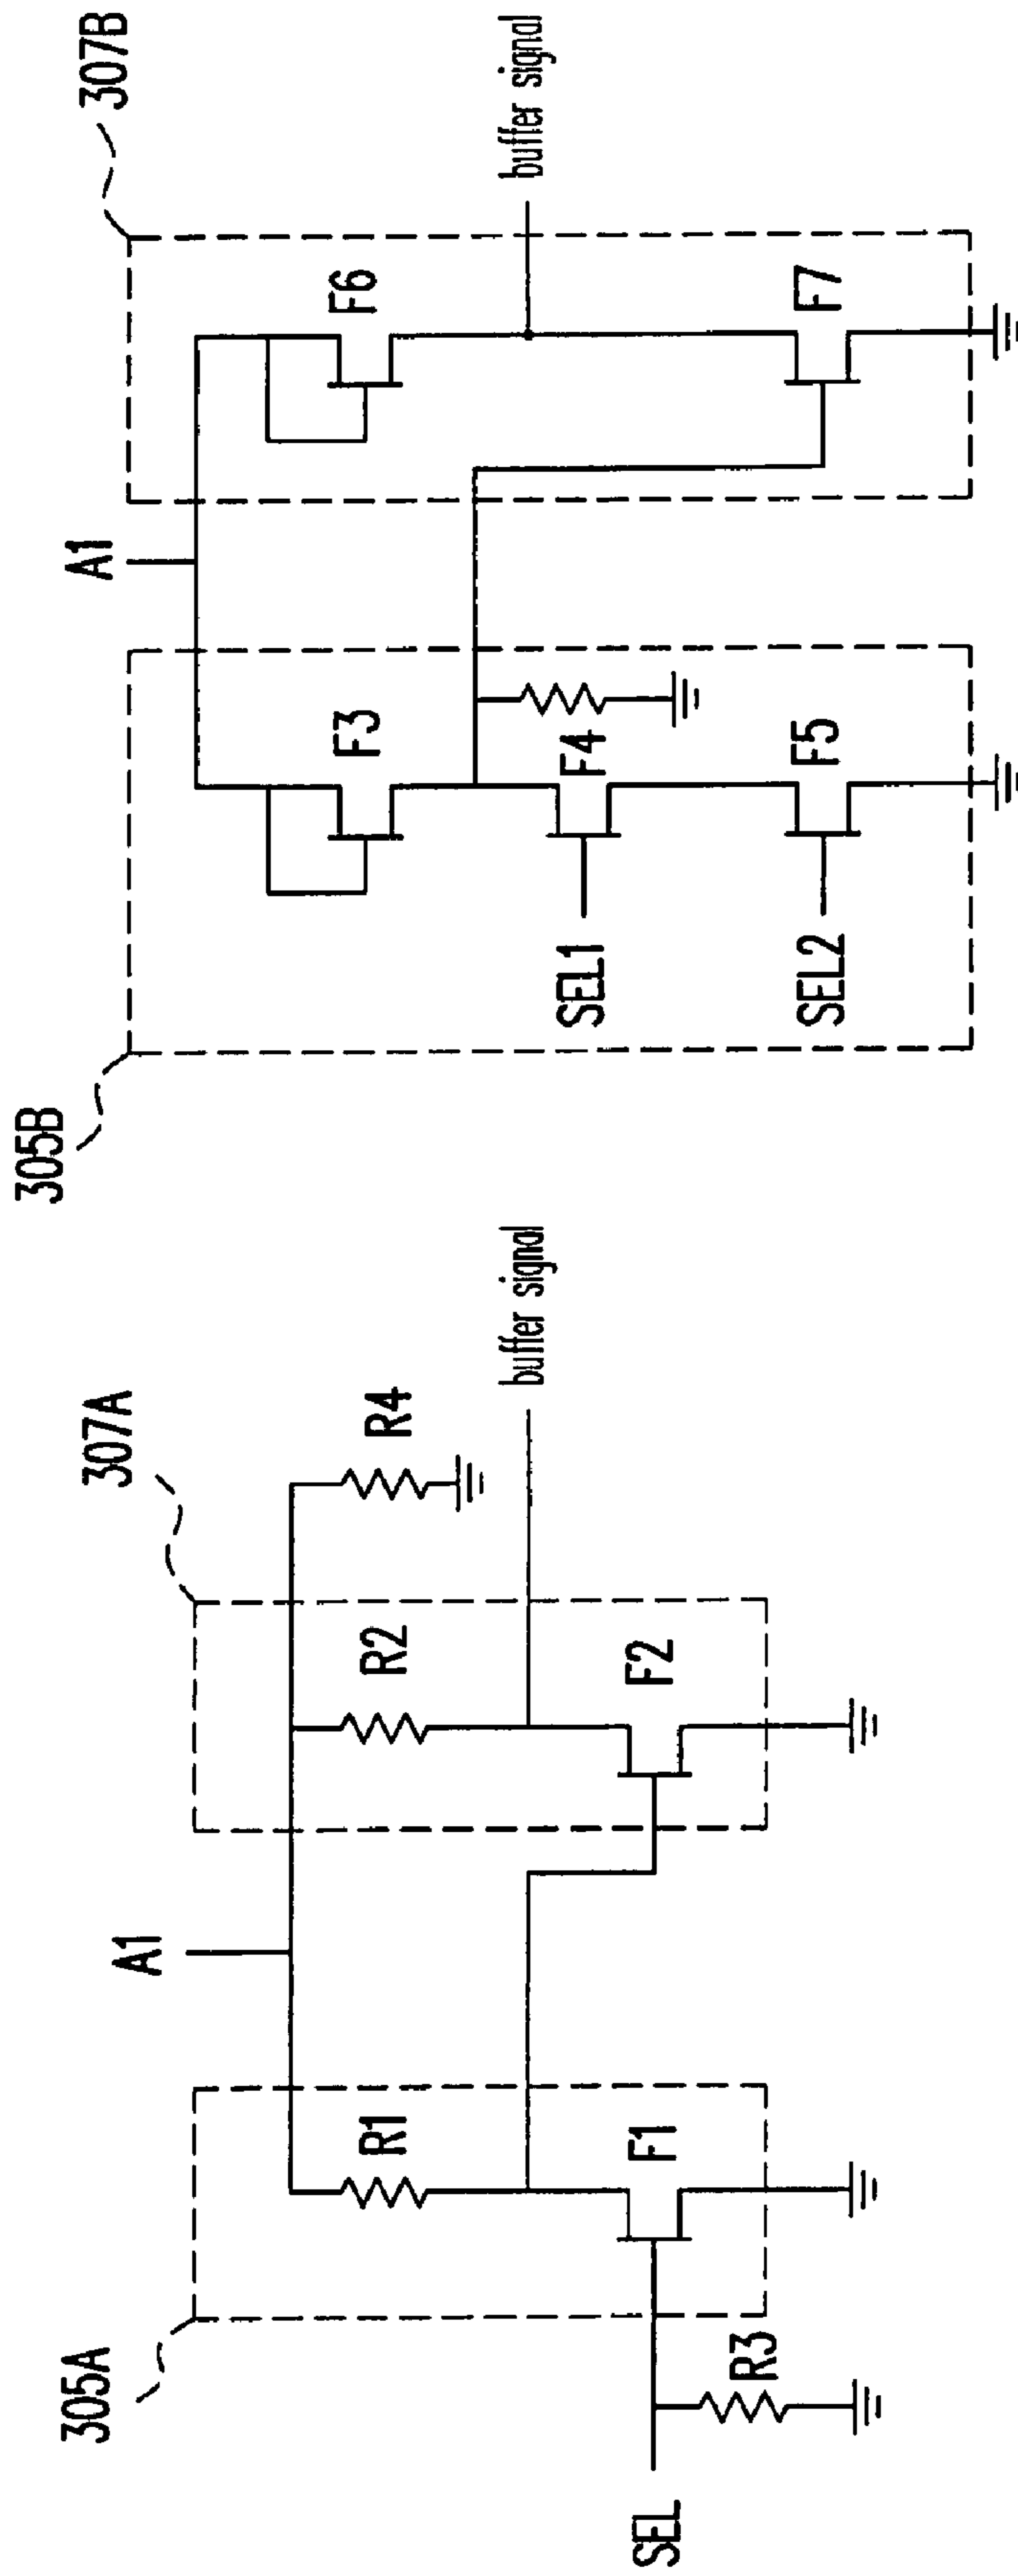 305A
307A
A1
R1
R2
R4
buffer signal
F1
F2
SEL
R3
305B
307B
A1
F3
F6
buffer signal
F4
SEL1
F5
F7
SEL2